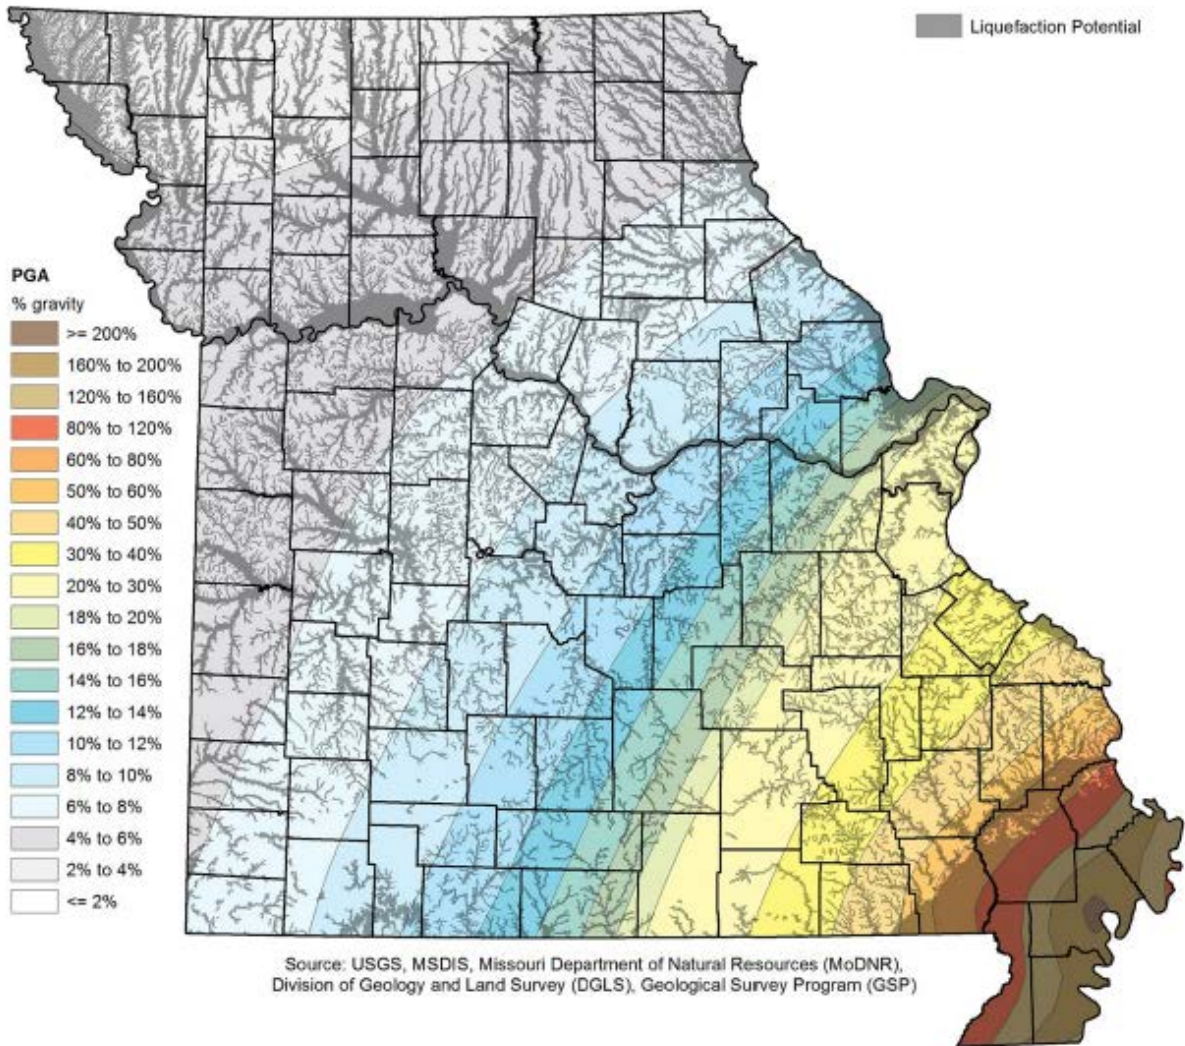 Liquefaction Potential
PGA
% gravity
>= 200%
160% to 200%
120% to 160%
80% to 120%
60% to 80%
50% to 60%
40% to 50%
30% to 40%
20% to 30%
18% to 20%
16% to 18%
14% to 16%
12% to 14%
10% to 12%
8% to 10%
6% to 8%
4% to 6%
2% to 4%
<= 2%
Source: USGS, MSDIS, Missouri Department of Natural Resources (MoDNR),
Division of Geology and Land Survey (DGLS), Geological Survey Program (GSP)